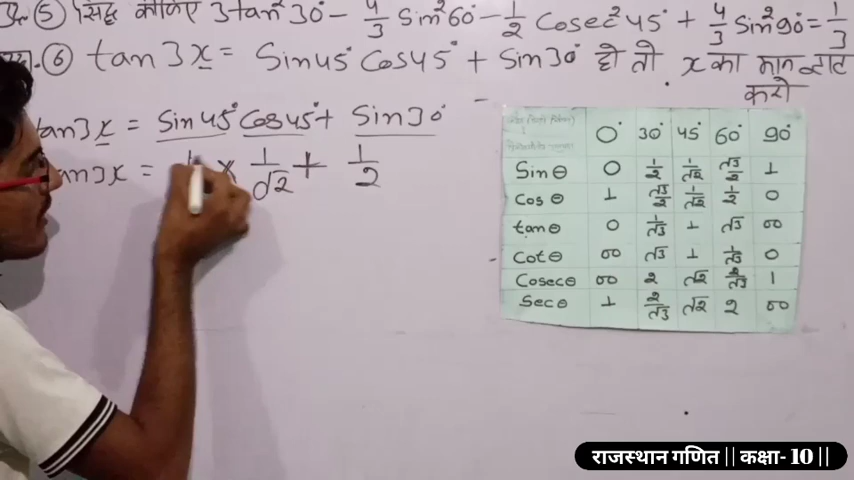 प्र. ⑤ सिद्ध कीजिए 3tan²30° - 4/3 Sin²60° - 1/2 Cosec²45° + 4/3 Sin²90° = 1/3
⑥ tan3x = Sin45° Cos45° + Sin30° हो तो x का मान ज्ञात
करो
tan3x = Sin45° Cos45° + Sin30°
tan3x = 1 × 1/√2 + 1/2
0° 30° 45° 60° 90°
Sinθ 0 1/2 1/√2 √3/2 1
Cosθ 1 √3/2 1/√2 1/2 0
tanθ 0 1/√3 1 √3 ∞
Cotθ ∞ √3 1 1/√3 0
Cosecθ ∞ 2 √2 2/√3 1
Secθ 1 2/√3 √2 2 ∞
राजस्थान गणित || कक्षा- 10 ||